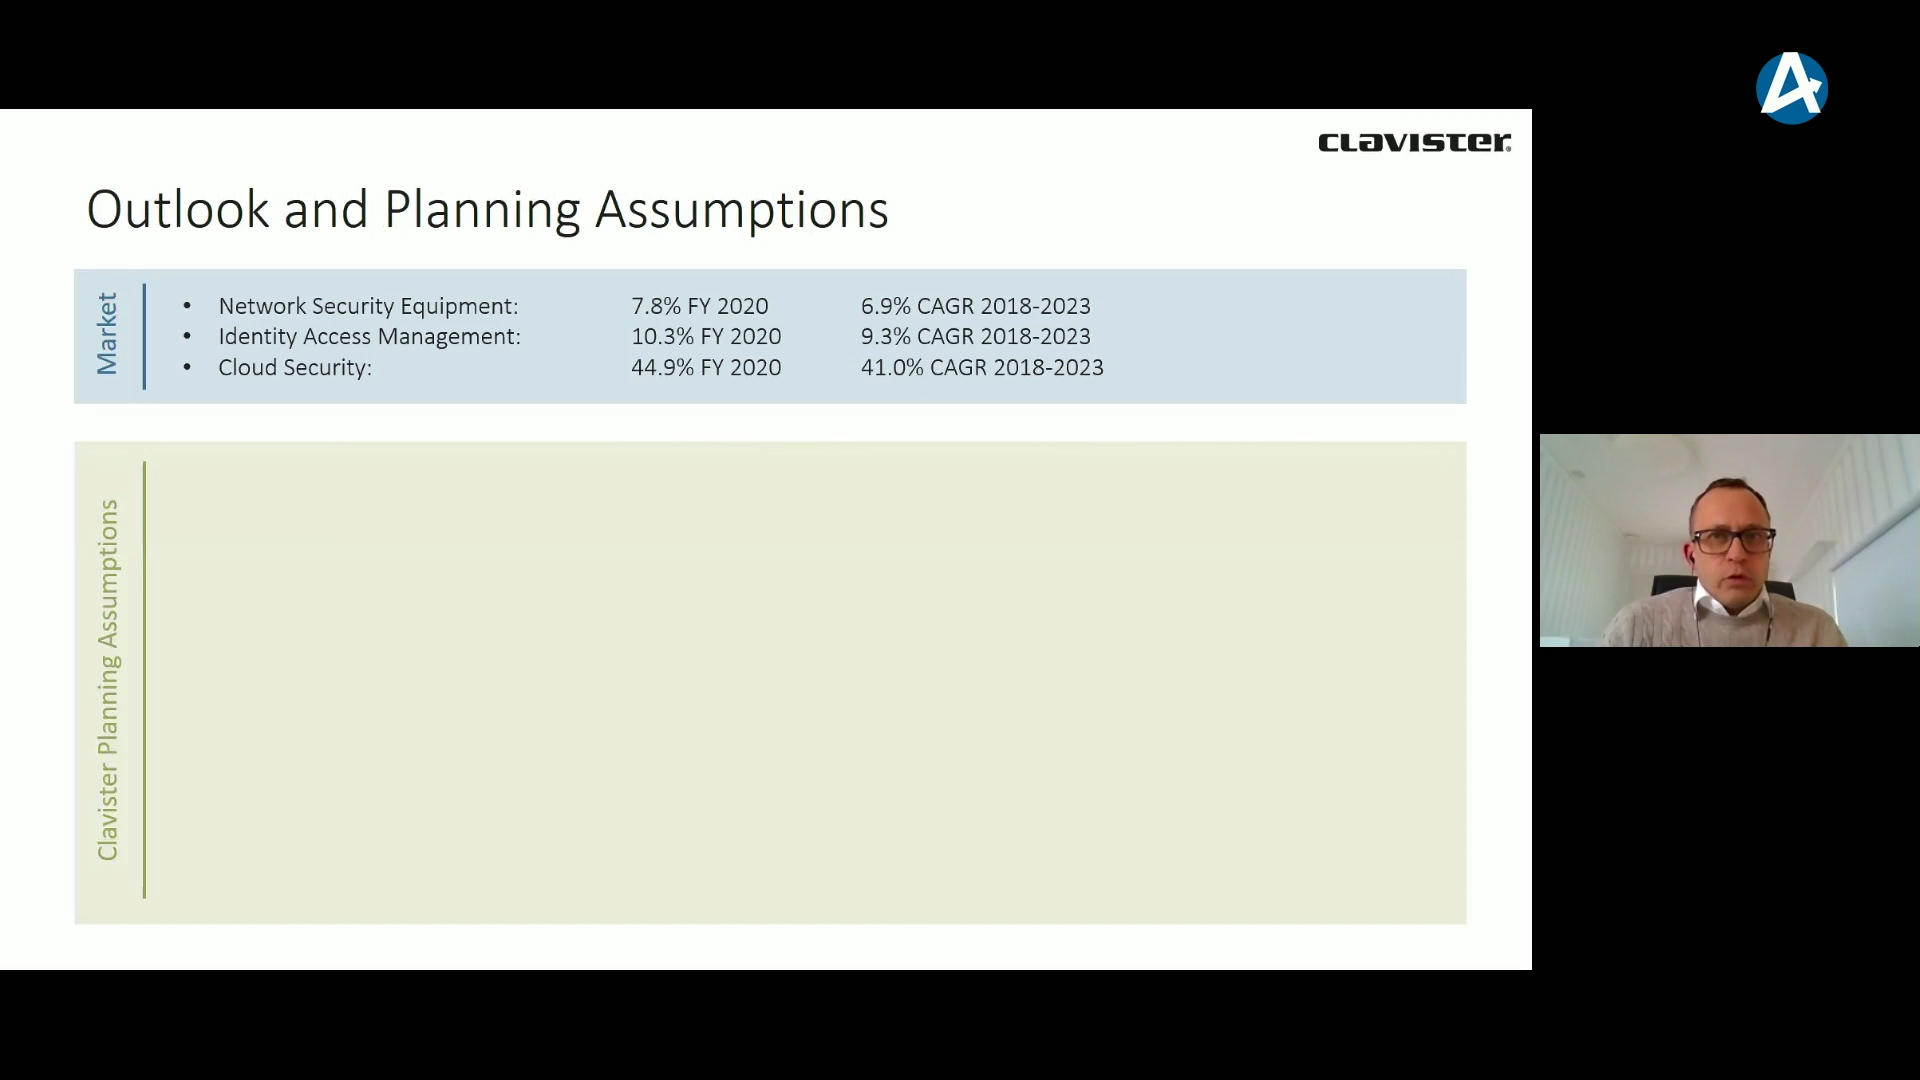 CLAVISTER
Outlook and Planning Assumptions
Market
• Network Security Equipment: 7.8% FY 2020 6.9% CAGR 2018-2023
• Identity Access Management: 10.3% FY 2020 9.3% CAGR 2018-2023
• Cloud Security: 44.9% FY 2020 41.0% CAGR 2018-2023
Clavister Planning Assumptions